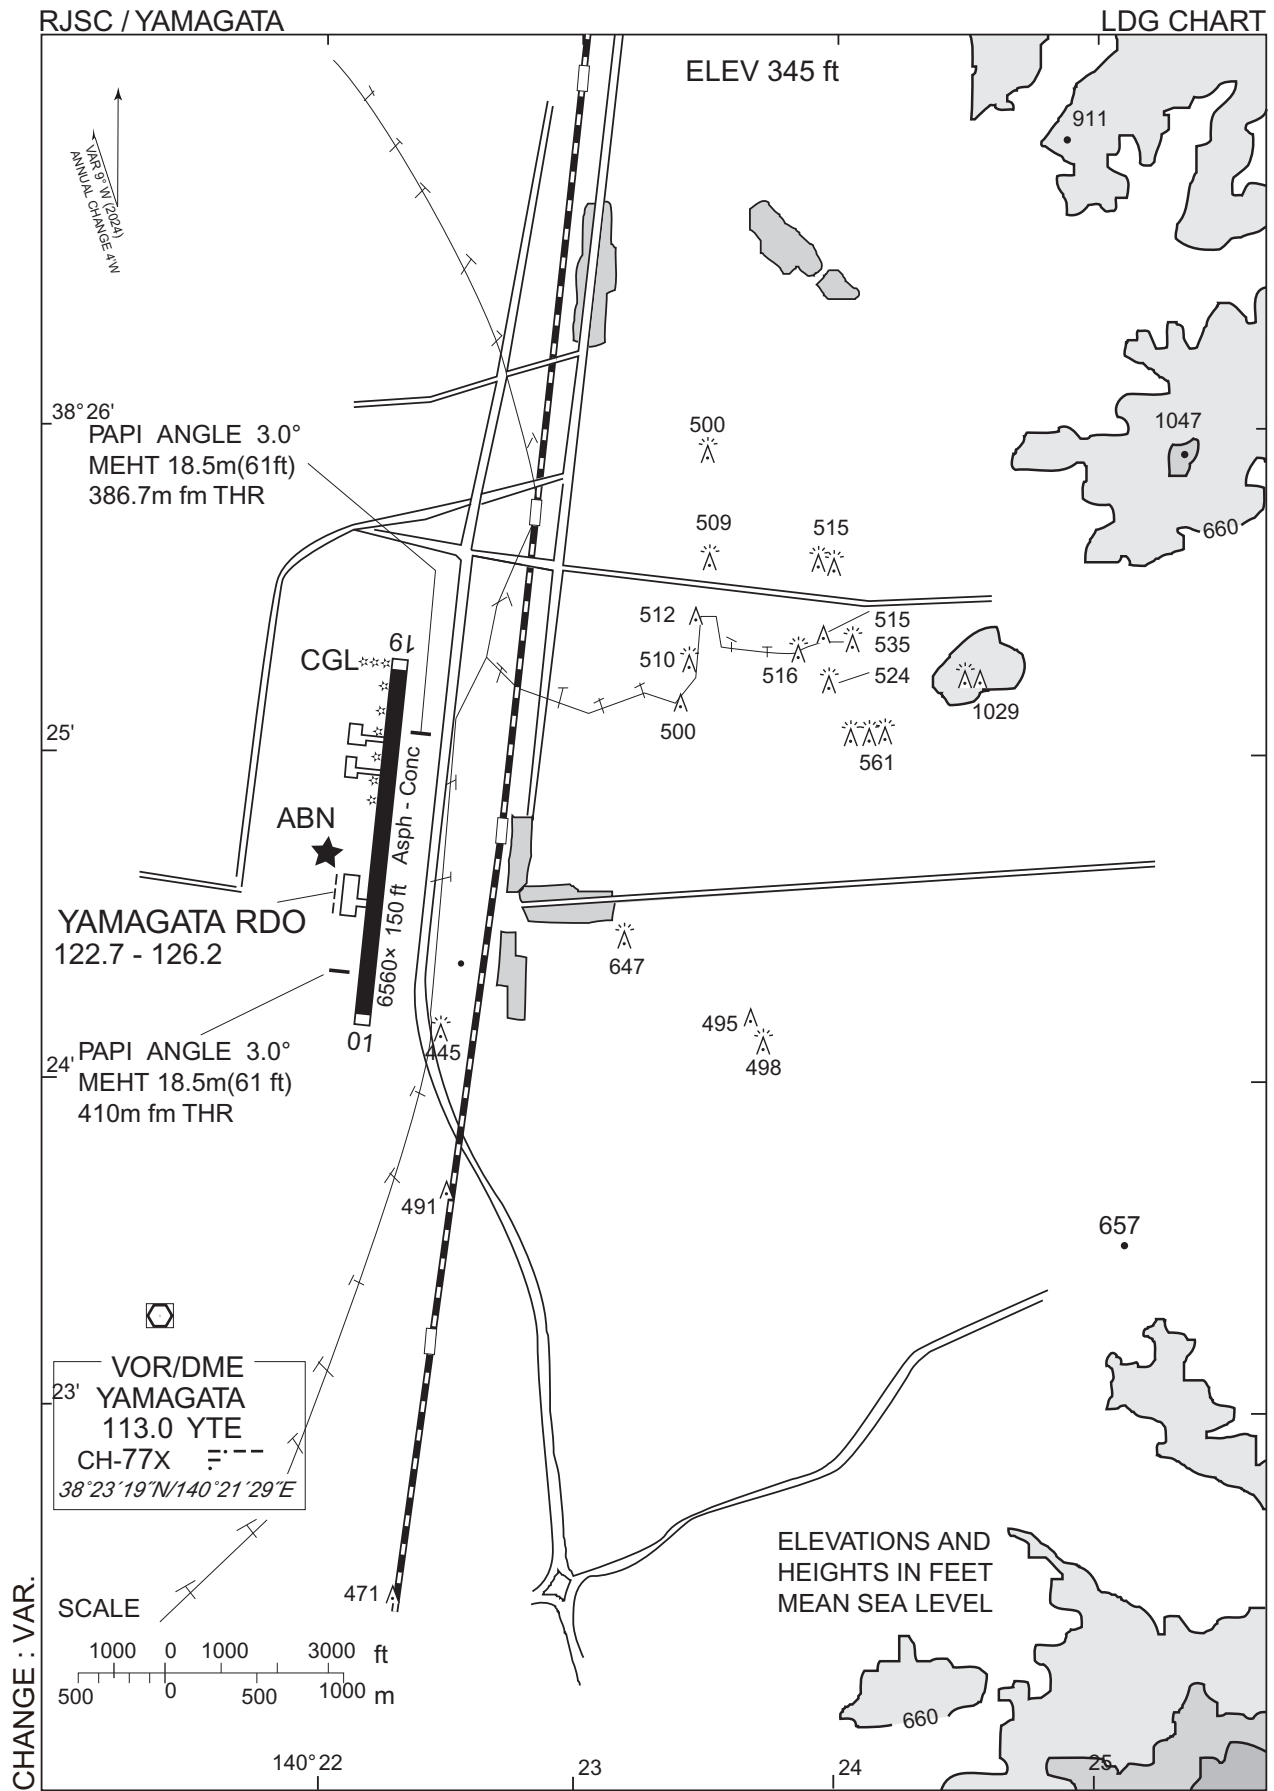 RJSC / YAMAGATA
LDG CHART
ELEV 345 ft
911
VAR 9° W (2024)
ANNUAL CHANGE 4'W
38°26'
PAPI ANGLE 3.0°
MEHT 18.5m(61ft)
386.7m fm THR
500
1047
660
509
515
512
515
535
510
516
524
500
1029
561
CGL
19
25'
ABN
6560× 150 ft Asph - Conc
YAMAGATA RDO
122.7 - 126.2
647
01
495
498
445
24'
PAPI ANGLE 3.0°
MEHT 18.5m(61 ft)
410m fm THR
491
657
VOR/DME
23'
YAMAGATA
113.0 YTE
CH-77X
38°23′19″N/140°21′29″E
ELEVATIONS AND
HEIGHTS IN FEET
MEAN SEA LEVEL
471
SCALE
1000 0 1000 3000 ft
500 0 500 1000 m
660
140°22
23
24
25
CHANGE : VAR.